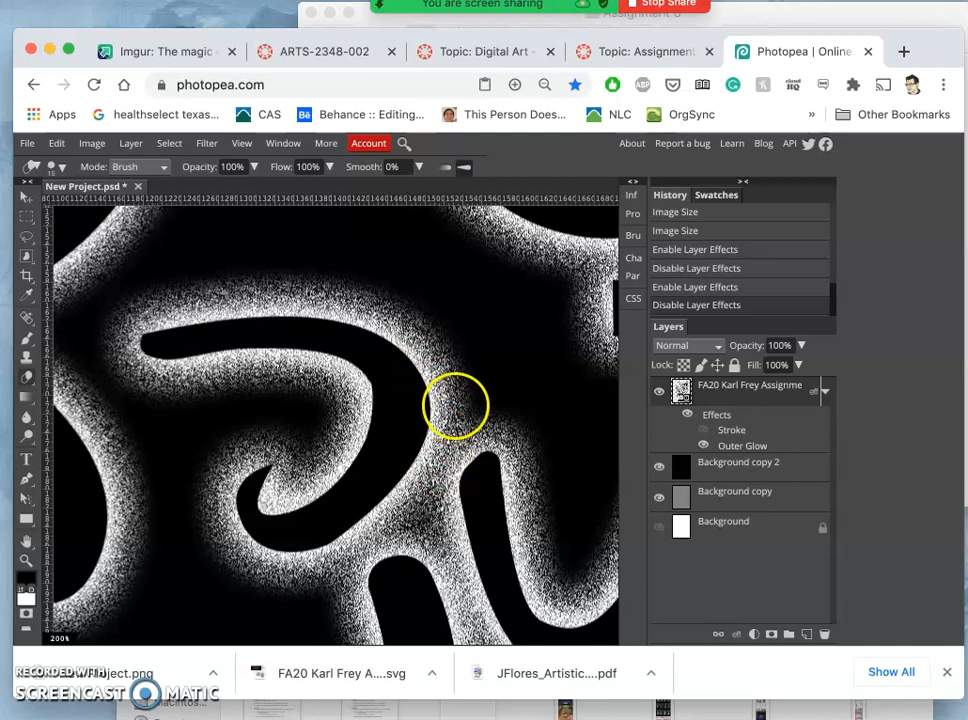 You are screen sharing
Stop Share
Assignment 6
Imgur: The magic
ARTS-2348-002
Topic: Digital Art -
Topic: Assignment
Photopea | Online
photopea.com
Apps
healthselect texas...
CAS
Behance :: Editing...
This Person Does...
NLC
OrgSync
»
Other Bookmarks
File Edit Image Layer Select Filter View Window More Account
About Report a bug Learn Blog API
15 Mode: Brush Opacity: 100% Flow: 100% Smooth: 0%
New Project.psd *
Inf
Pro
Bru
Cha
Par
CSS
History Swatches
Image Size
Image Size
Enable Layer Effects
Disable Layer Effects
Enable Layer Effects
Disable Layer Effects
Layers
Normal Opacity: 100%
Lock: Fill: 100%
FA20 Karl Frey Assignme eff
Effects
Stroke
Outer Glow
Background copy 2
Background copy
Background
200%
Project.png
FA20 Karl Frey A....svg
JFlores_Artistic....pdf
Show All
RECORDED WITH
SCREENCAST MATIC